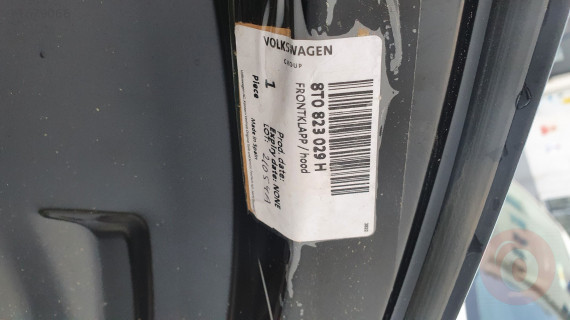 VOLKSWAGEN
GROUP
8T0 823 029 H
FRONTKLAPP / hood
1
Piece
Prod. date:
Expiry date: NONE
Made in Spain